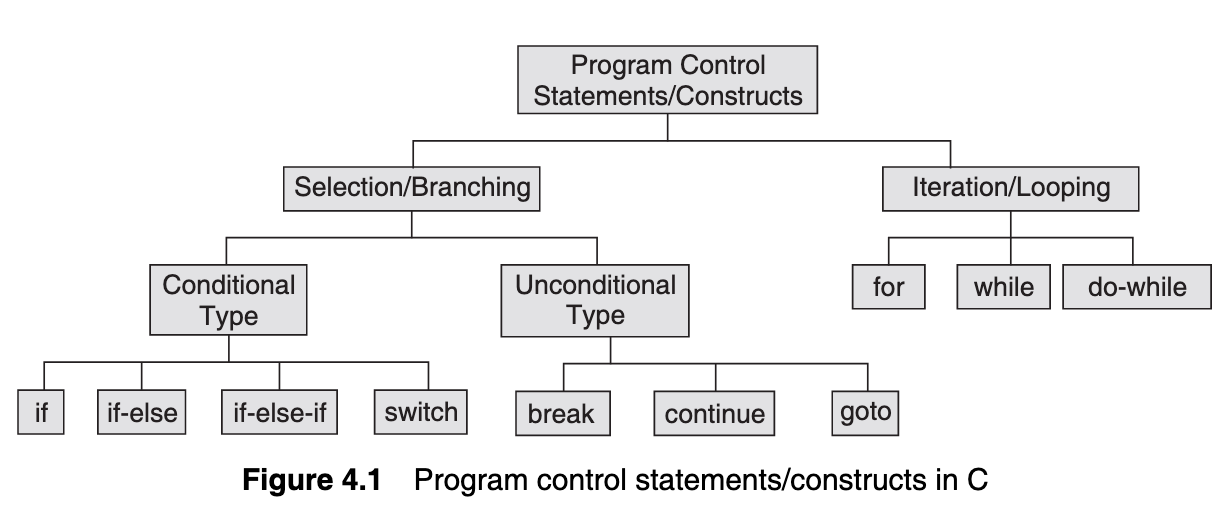 Program Control
Statements/Constructs
Selection/Branching
Iteration/Looping
Conditional
Type
Unconditional
Type
for
while
do-while
if
if-else
if-else-if
switch
break
continue
goto
Figure 4.1 Program control statements/constructs in C